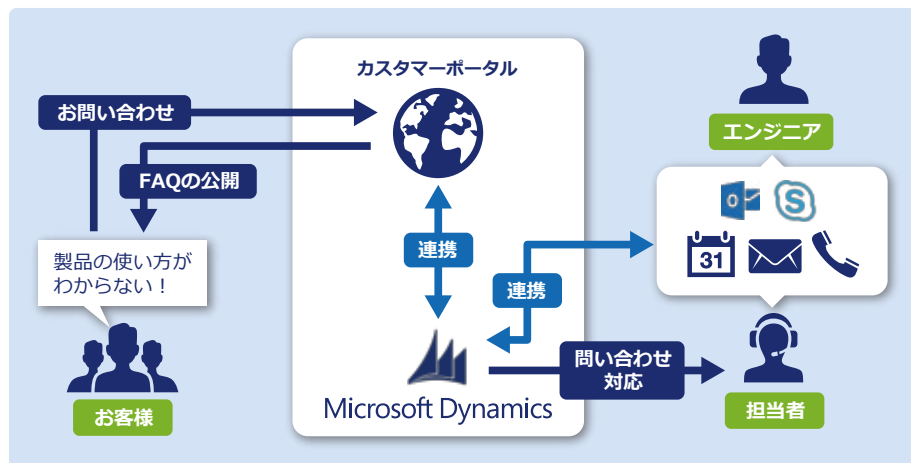 カスタマーポータル
お問い合わせ
FAQの公開
製品の使い方が
わからない！
お客様
連携
連携
Microsoft Dynamics
問い合わせ
対応
エンジニア
o
S
31
担当者